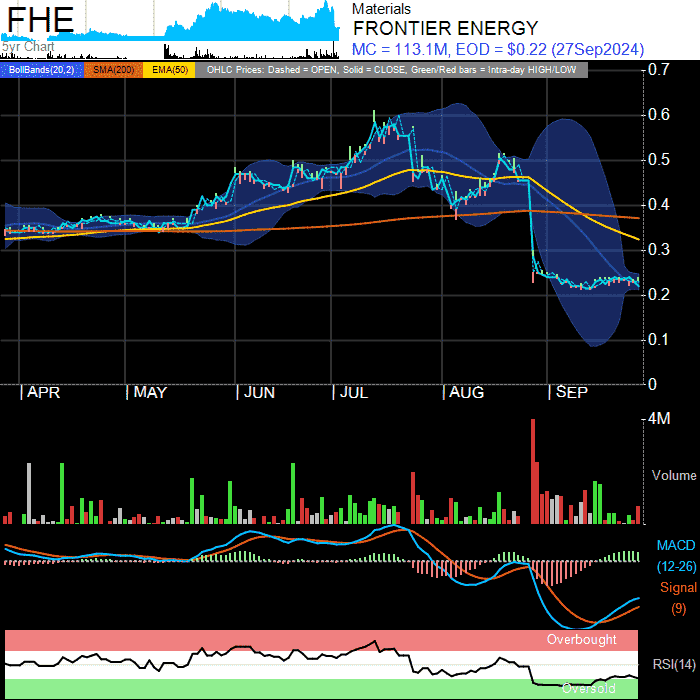 FHE
5yr Chart
Materials
FRONTIER ENERGY
MC = 113.1M, EOD = $0.22 (27Sep2024)
BollBands(20,2) SMA(200) EMA(50) OHLC Prices: Dashed = OPEN, Solid = CLOSE, Green/Red bars = Intra-day HIGH/LOW
0.7
0.6
0.5
0.4
0.3
0.2
0.1
0
APR MAY JUN JUL AUG SEP
4M
Volume
MACD
(12-26)
Signal
(9)
Overbought
RSI(14)
Oversold